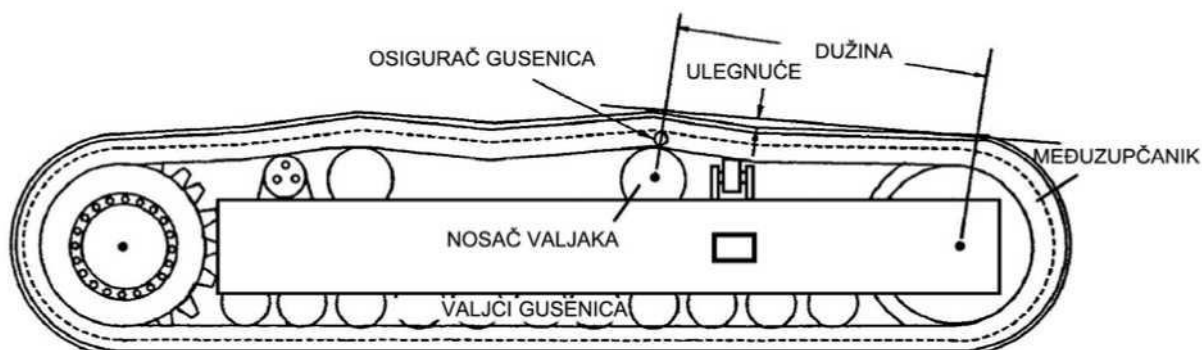 DUŽINA
OSIGURAČ GUSENICA
ULEGNUĆE
MEĐUZUPČANIK
NOSAČ VALJAKA
VALJCI GUSENICA